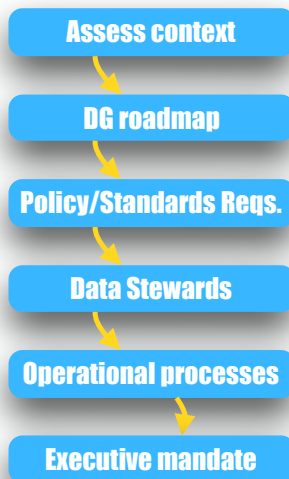 Assess context
DG roadmap
Policy/Standards Reqs.
Data Stewards
Operational processes
Executive mandate